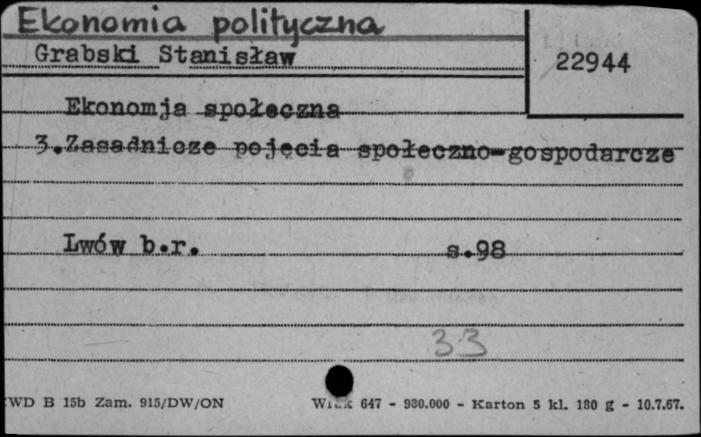 Ekonomia polityczna
Grabski Stanisław
22944
Ekonomja społeczna
3.Zasadnicze pojęcia społeczno-gospodarcze
Lwów b.r. s.98
33
WD B 15b Zam. 915/DW/ON 647 - 930.000 - Karton 5 kl. 180 g - 10.7.67.